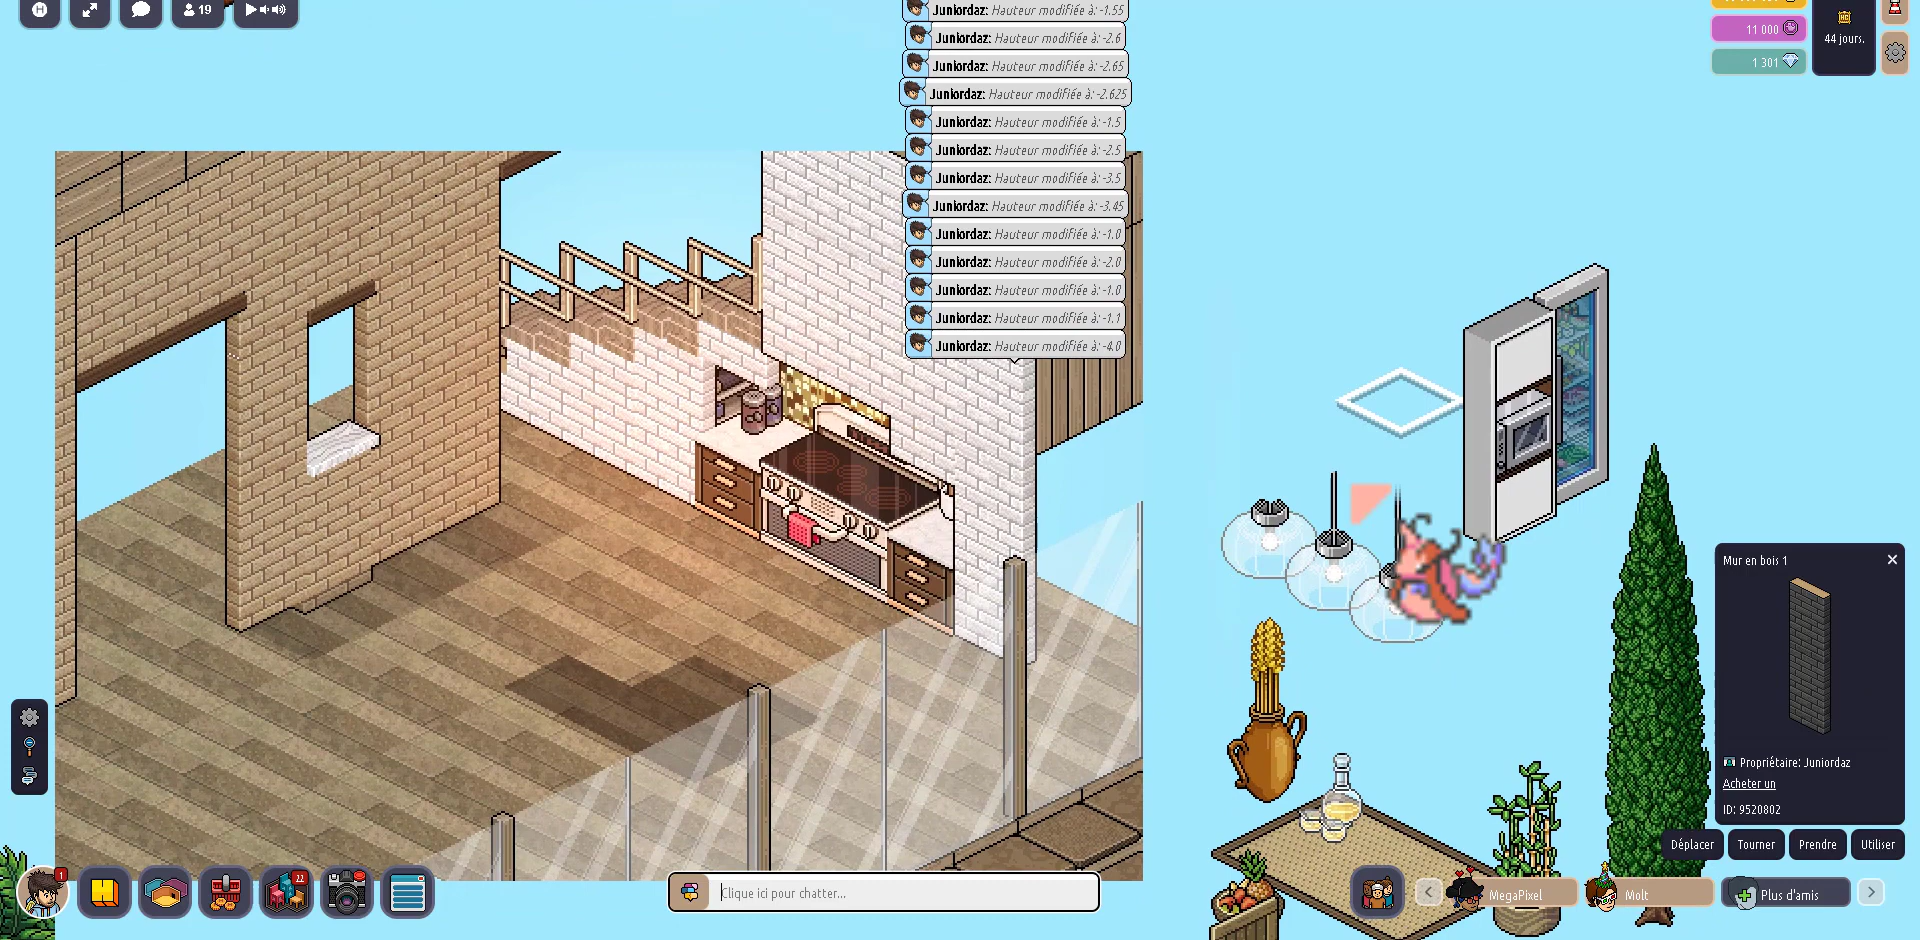 19
Juniordaz: Hauteur modifiée à: -1.55
Juniordaz: Hauteur modifiée à: -2.6
Juniordaz: Hauteur modifiée à: -2.65
Juniordaz: Hauteur modifiée à: -2.625
Juniordaz: Hauteur modifiée à: -1.5
Juniordaz: Hauteur modifiée à: -2.5
Juniordaz: Hauteur modifiée à: -3.5
Juniordaz: Hauteur modifiée à: -3.45
Juniordaz: Hauteur modifiée à: -1.0
Juniordaz: Hauteur modifiée à: -2.0
Juniordaz: Hauteur modifiée à: -1.0
Juniordaz: Hauteur modifiée à: -1.1
Juniordaz: Hauteur modifiée à: -4.0
11 000
1 301
HC
44 jours.
Mur en bois 1
Propriétaire: Juniordaz
Acheter un
ID: 9520802
Déplacer
Tourner
Prendre
Utiliser
1
22
Clique ici pour chatter...
MegaPixel
Molt
Plus d'amis